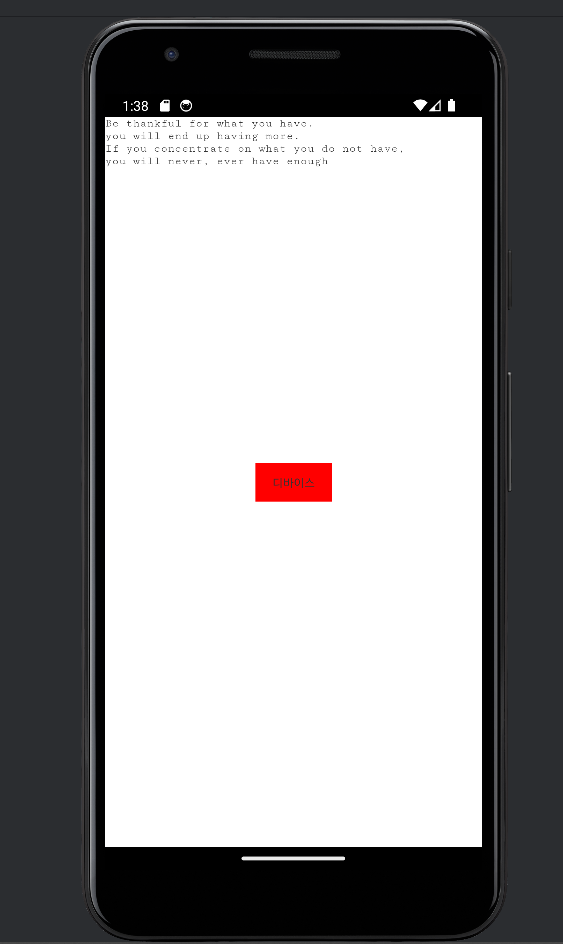 1:38
Be thankful for what you have.
you will end up having more.
If you concentrate on what you do not have,
you will never, ever have enough
디바이스